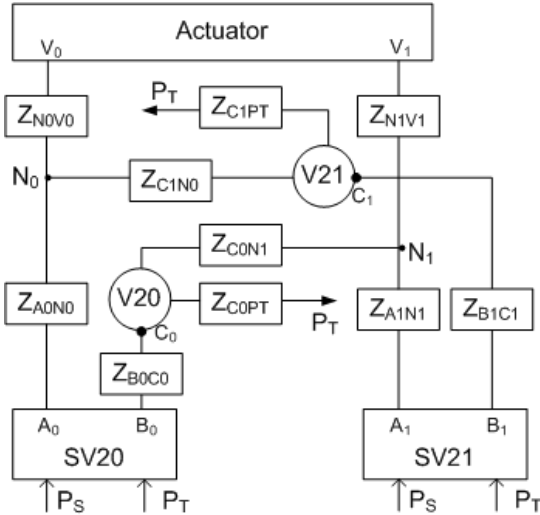 Actuator
V0 V1
PT ZC1PT
ZN0V0 ZN1V1
N0 ZC1N0 V21
C1
ZC0N1 N1
ZA0N0 V20 ZC0PT ZA1N1 ZB1C1
C0 PT
ZB0C0
A0 B0 A1 B1
SV20 SV21
PS PT PS PT